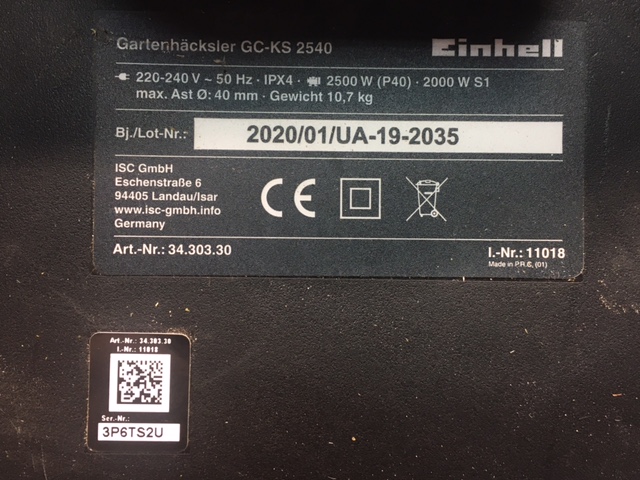 Gartenhäcksler GC-KS 2540 Einhell
220-240 V ~ 50 Hz · IPX4 · 2500 W (P40) · 2000 W S1
max. Ast Ø: 40 mm · Gewicht 10,7 kg
Bj./Lot-Nr.: 2020/01/UA-19-2035
ISC GmbH
Eschenstraße 6
94405 Landau/Isar
www.isc-gmbh.info
Germany
CE
Art.-Nr.: 34.303.30 I.-Nr.: 11018
Made in P.R.C. (01)
Art.-Nr.: 34.303.30
I.-Nr.: 11018
Ser.-Nr.:
3P6TS2U